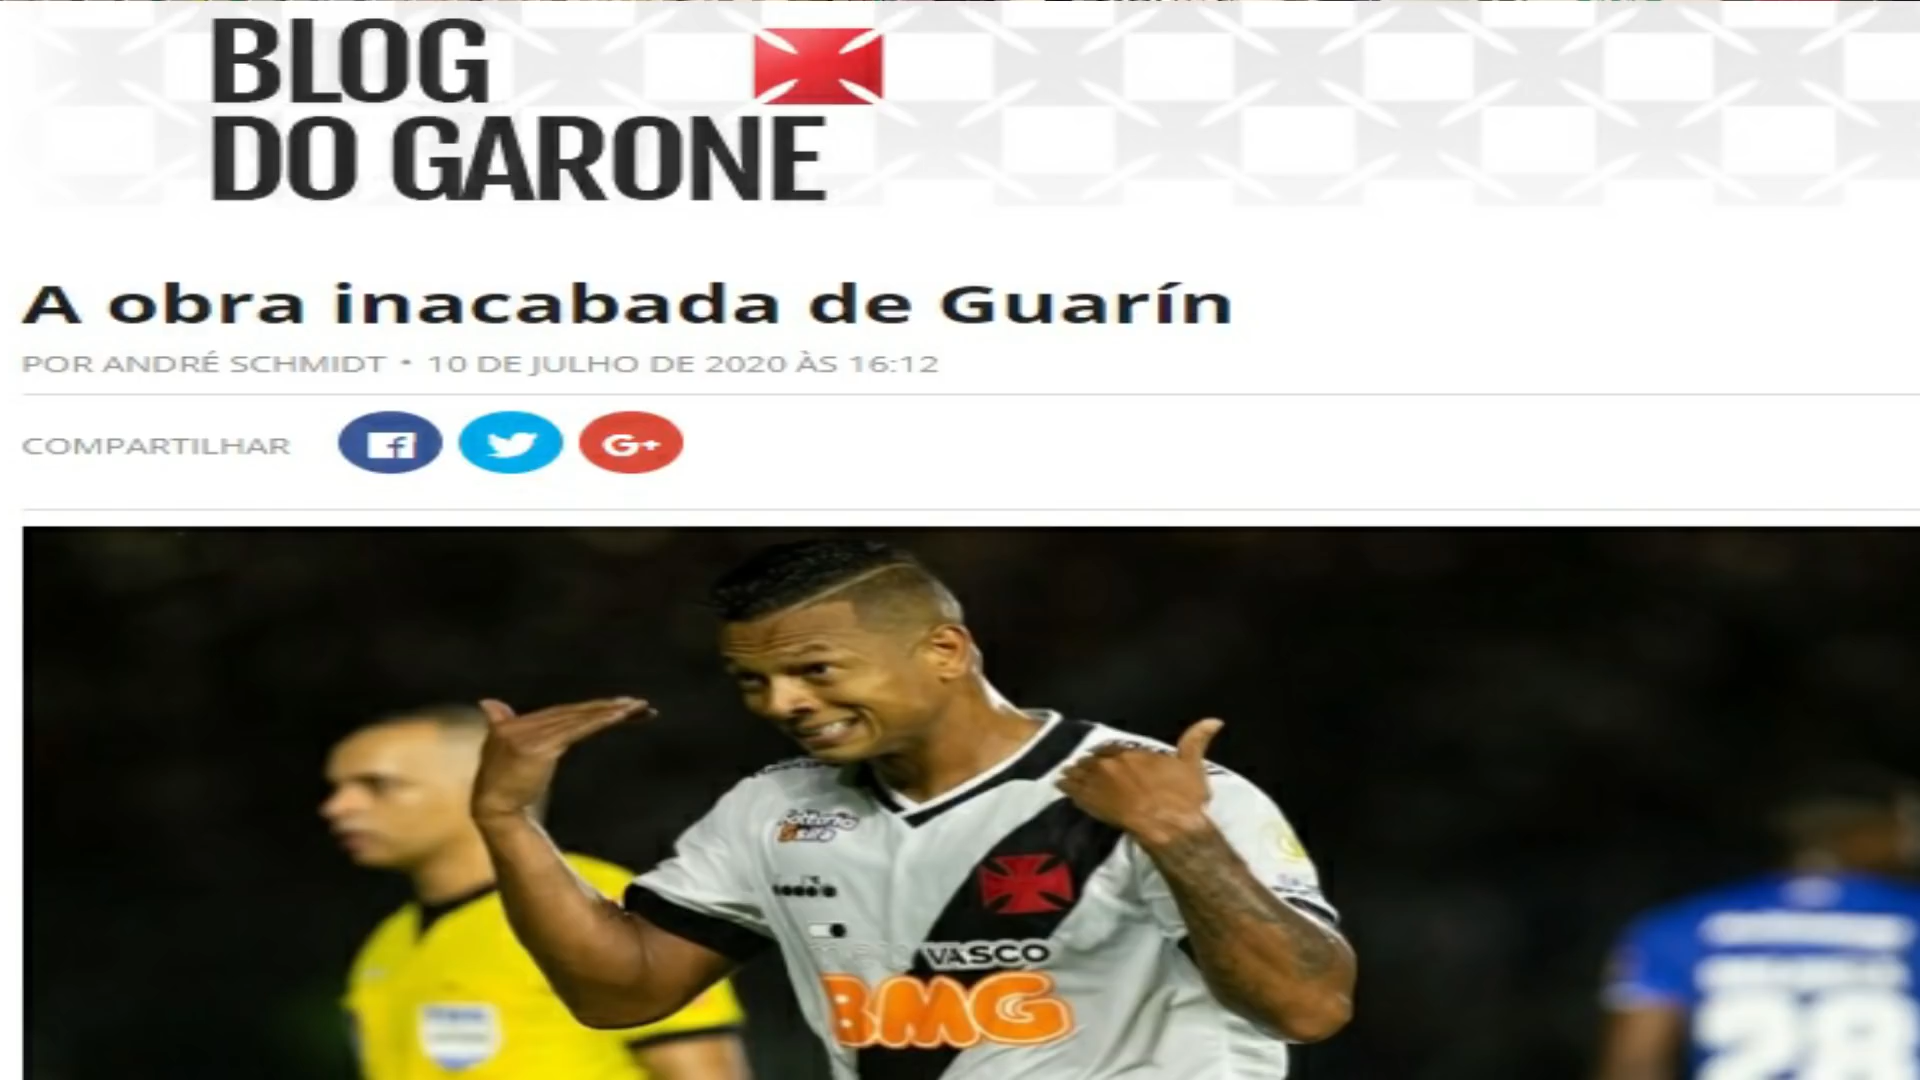 BLOG
DO GARONE
A obra inacabada de Guarín
POR ANDRÉ SCHMIDT • 10 DE JULHO DE 2020 ÀS 16:12
COMPARTILHAR
G+
VASCO
BMG
28